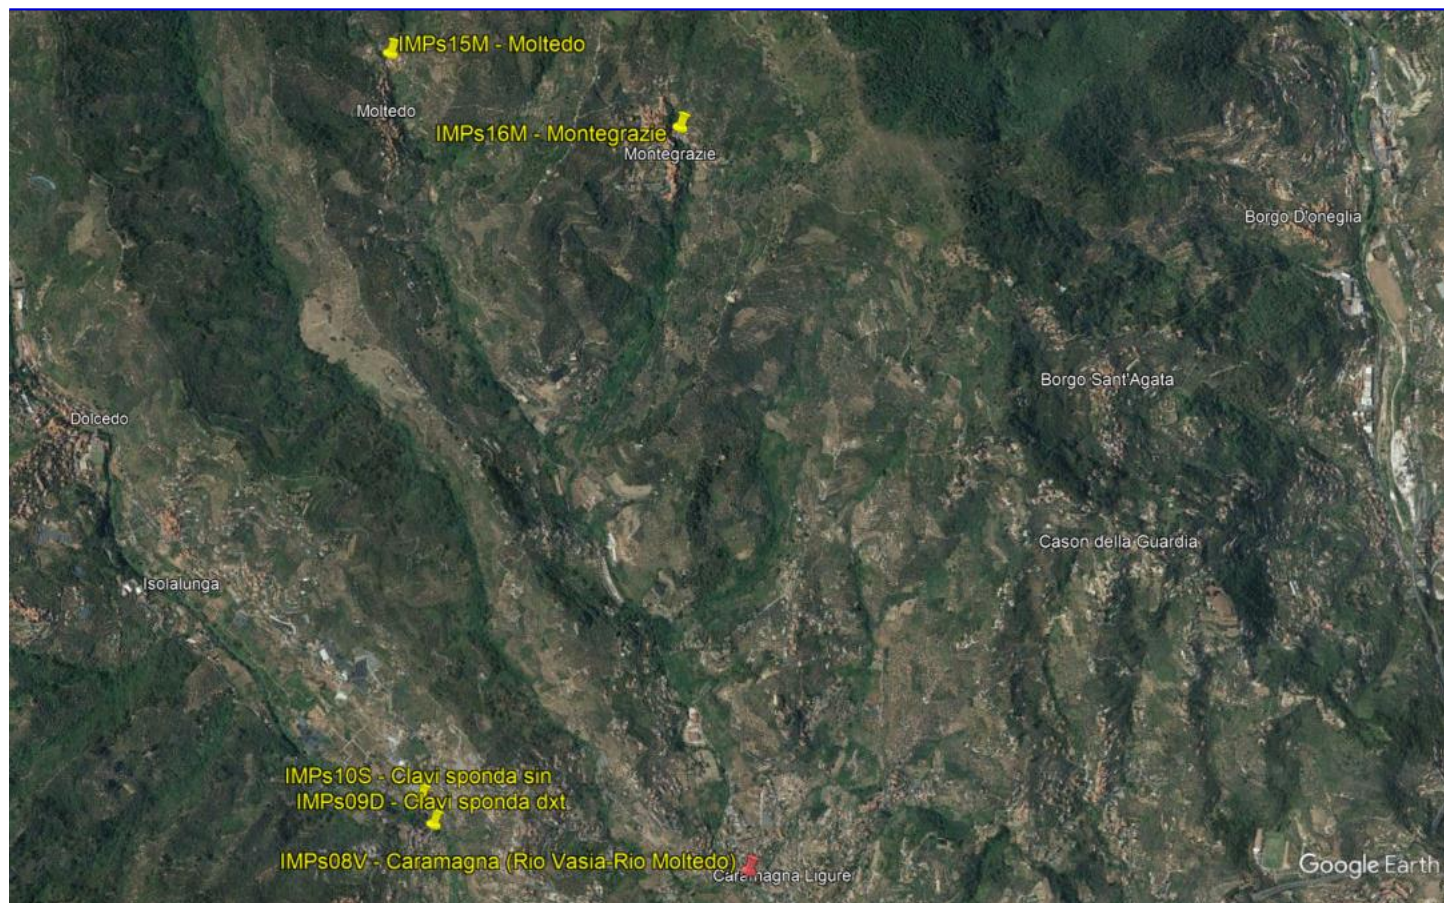 IMPs15M - Moltedo
Moltedo
IMPs16M - Montegrazie
Montegrazie
Borgo D'oneglia
Borgo Sant'Agata
Dolcedo
Cason della Guardia
Isolalunga
IMPs10S - Clavi sponda sin
IMPs09D - Clavi sponda dxt.
IMPs08V - Caramagna (Rio Vasia-Rio Moltedo)
Caramagna Ligure
Google Earth